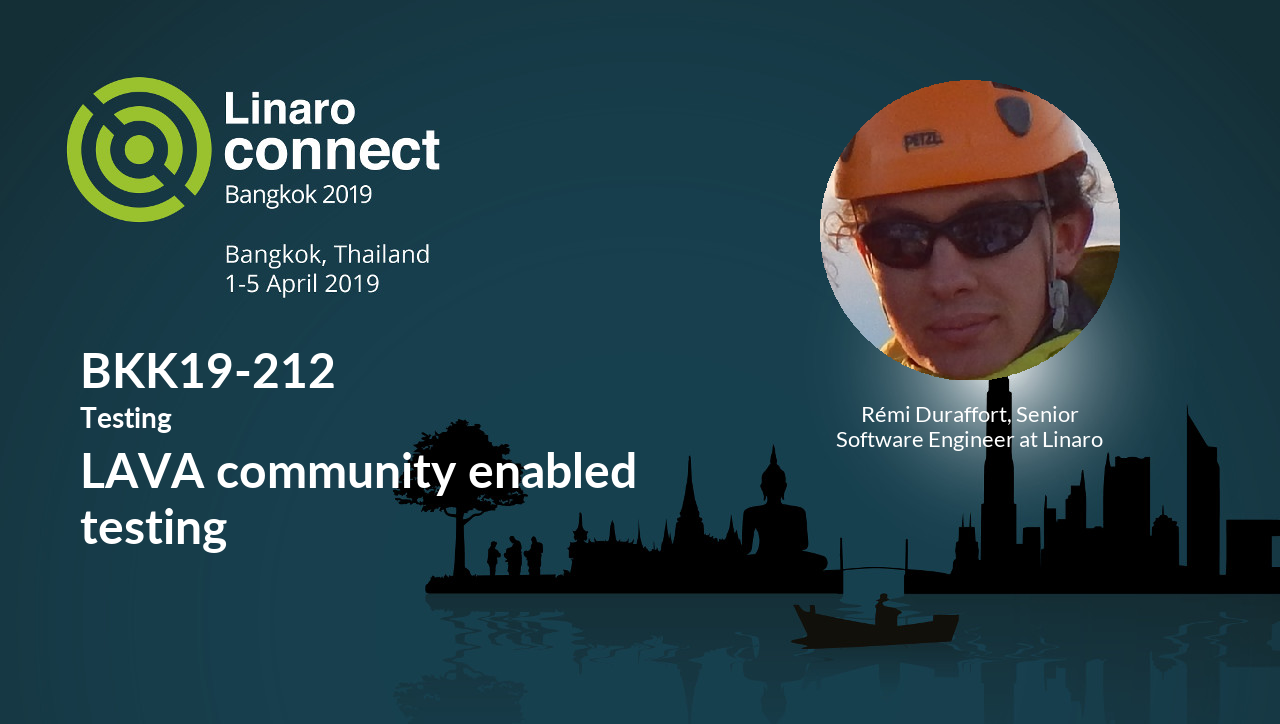 Linaro
connect
Bangkok 2019
Bangkok, Thailand
1-5 April 2019
BKK19-212
Testing
LAVA community enabled
testing
PETZL
Rémi Duraffort, Senior
Software Engineer at Linaro